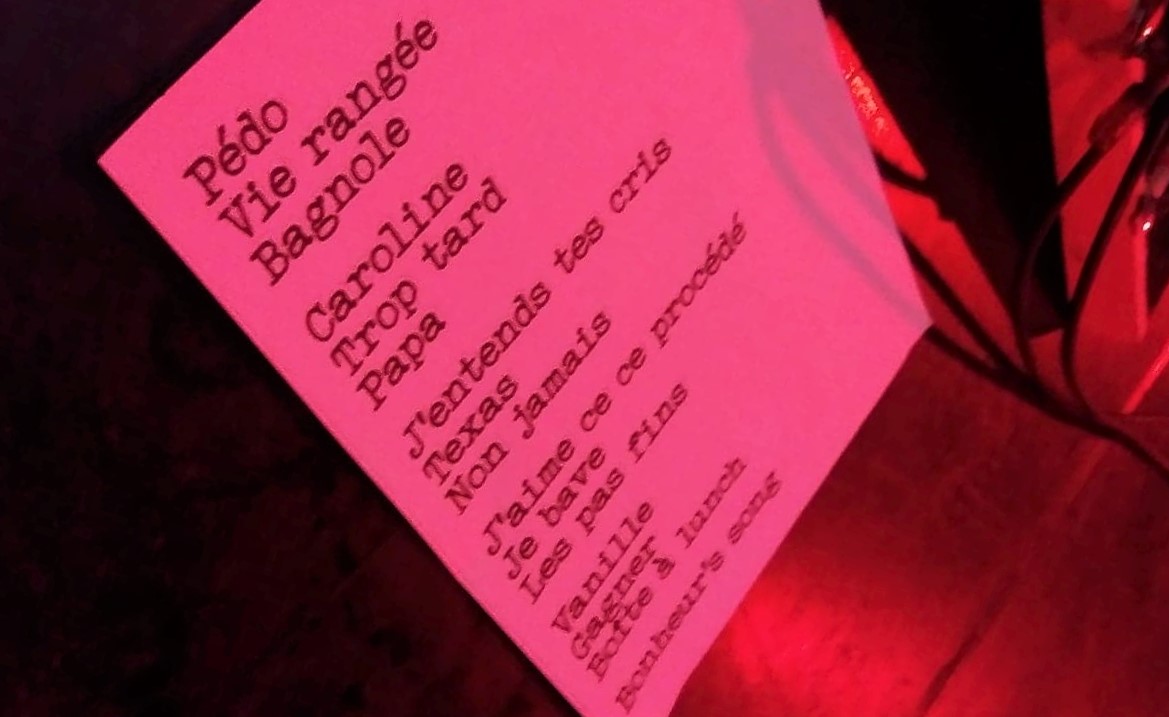 Pédo
Vie rangée
Bagnole
Caroline
Trop tard
Papa
J'entends tes cris
Texas
Non jamais
J'aime ce ce procédé
Je bave
Les pas fins
Vanille
Gagner
Boîte à lunch
Bonheur's song